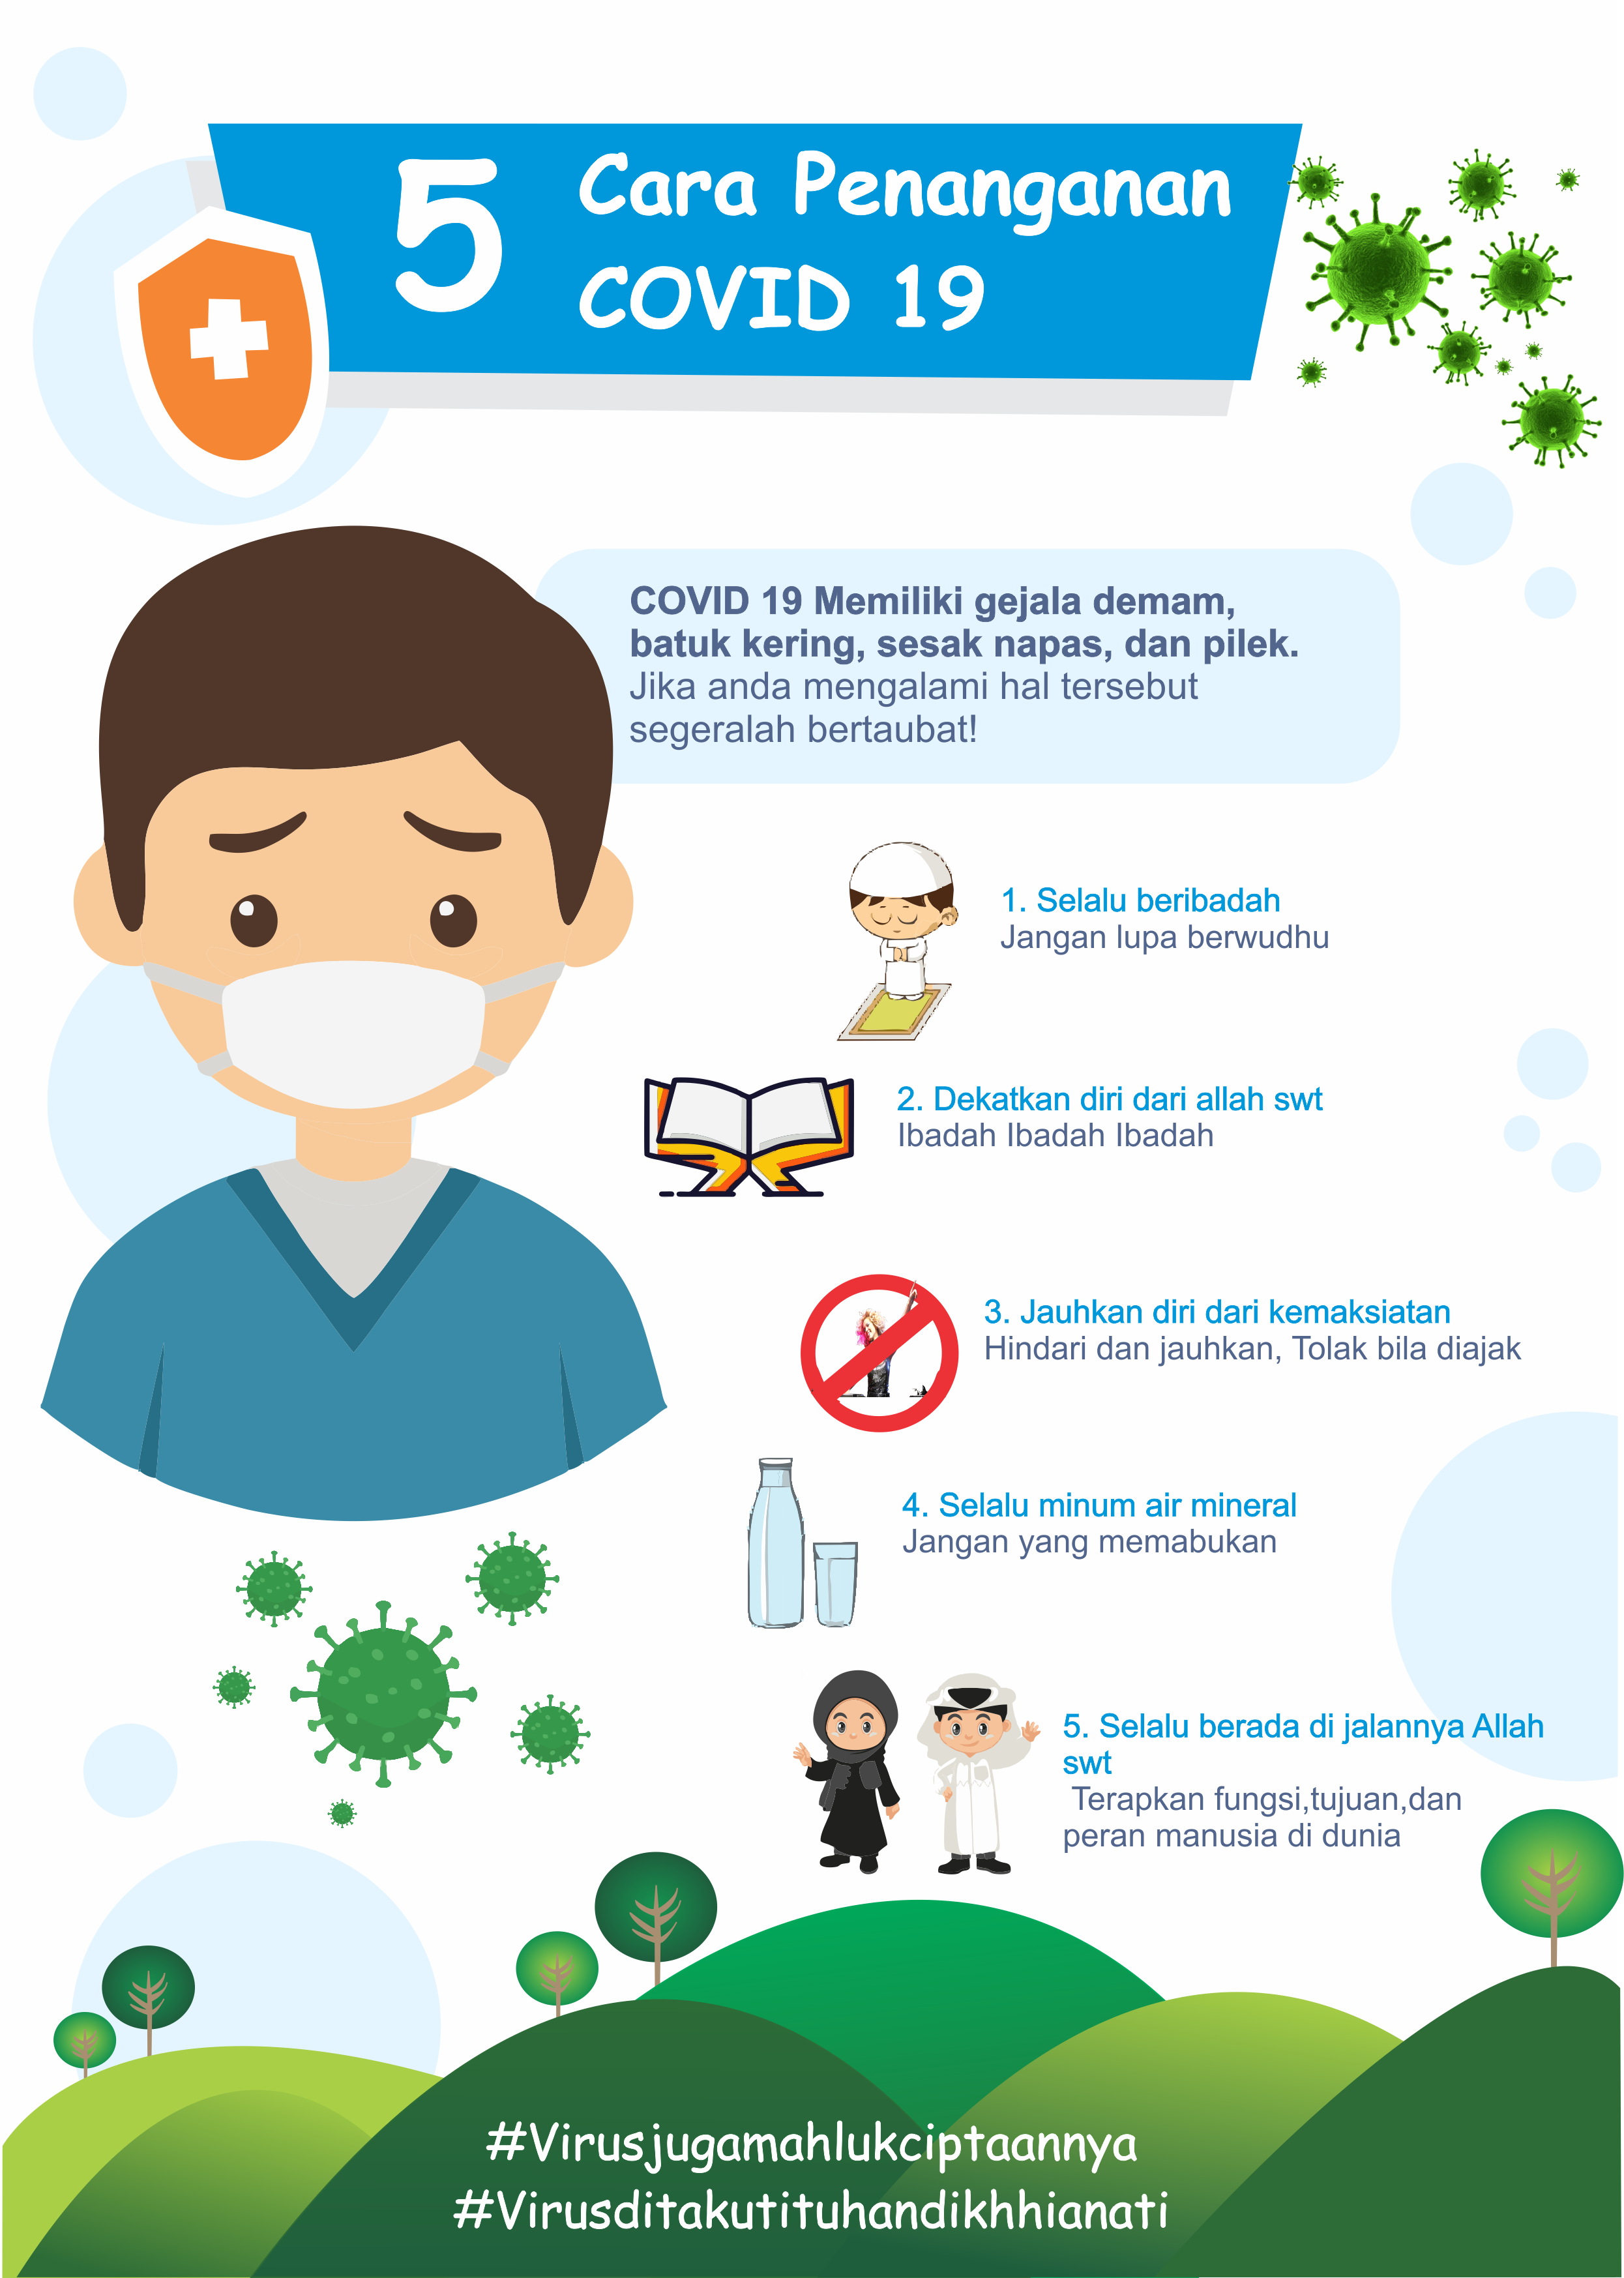 5 Cara Penanganan
COVID 19
COVID 19 Memiliki gejala demam,
batuk kering, sesak napas, dan pilek.
Jika anda mengalami hal tersebut
segeralah bertaubat!
1. Selalu beribadah
Jangan lupa berwudhu
2. Dekatkan diri dari allah swt
Ibadah Ibadah Ibadah
3. Jauhkan diri dari kemaksiatan
Hindari dan jauhkan, Tolak bila diajak
4. Selalu minum air mineral
Jangan yang memabukan
5. Selalu berada di jalannya Allah
swt
Terapkan fungsi,tujuan,dan
peran manusia di dunia
#Virusjugamahlukciptaannya
#Virusditakutituhandikhhianati